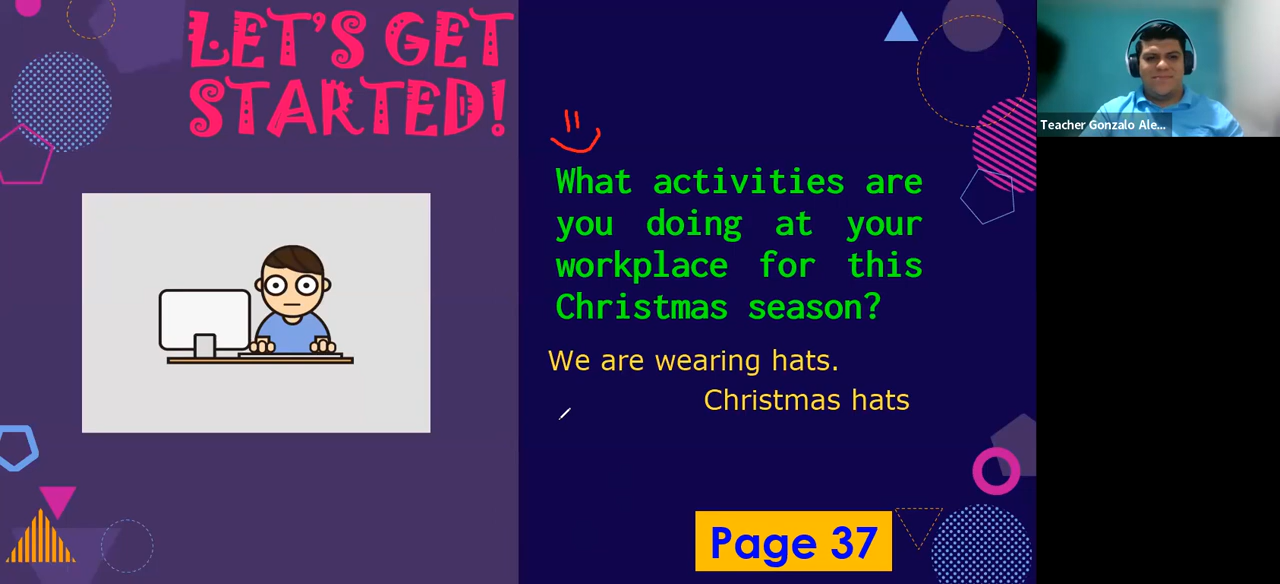 LET'S GET
STARTED!
What activities are
you doing at your
workplace for this
Christmas season?
We are wearing hats.
Christmas hats
Page 37
Teacher Gonzalo Ale...